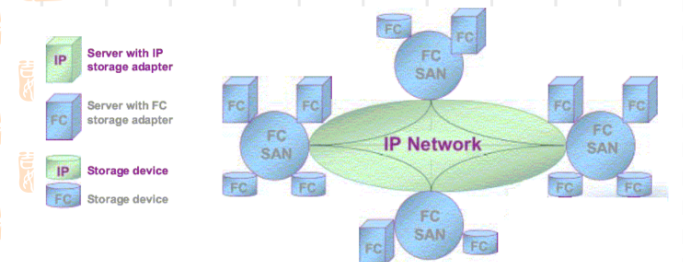 IP
Server with IP
storage adapter
FC
Server with FC
storage adapter
IP
Storage device
FC
Storage device
FC
FC
FC
SAN
FC
FC
FC
SAN
FC
FC
IP Network
FC
FC
FC
SAN
FC
FC
FC
SAN
FC
FC